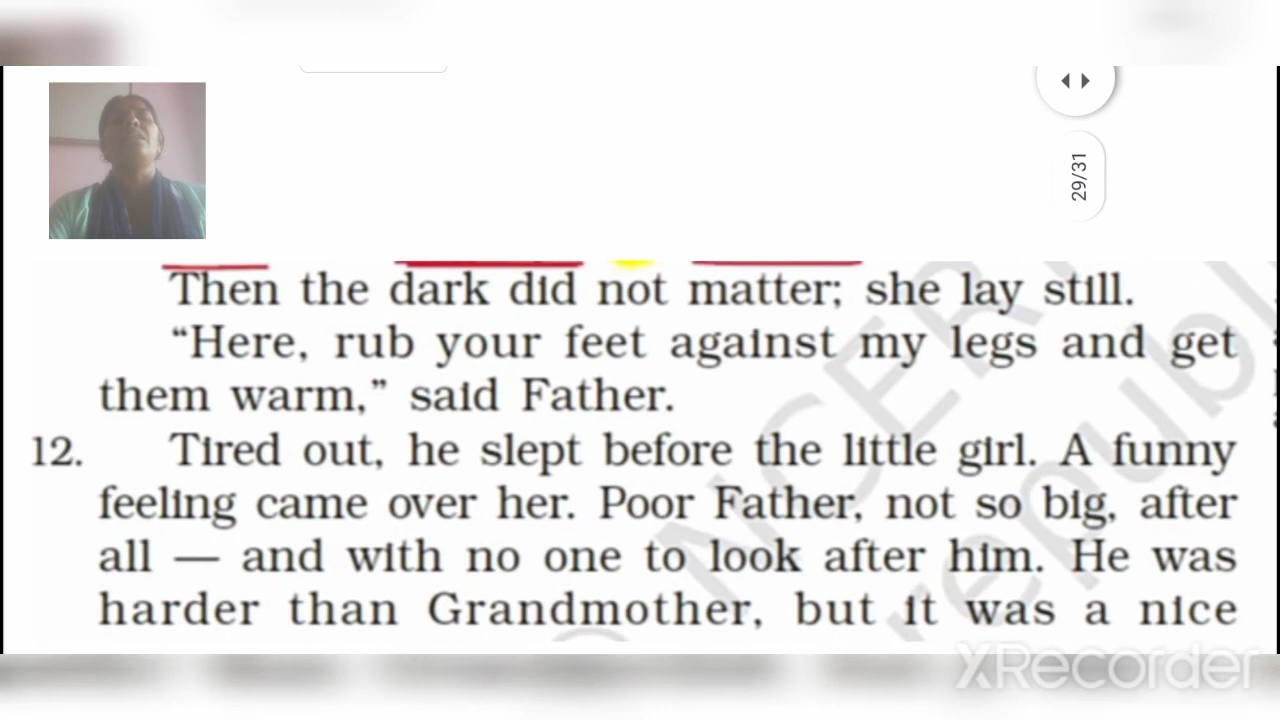 29/31
Then the dark did not matter; she lay still.
“Here, rub your feet against my legs and get
them warm,” said Father.
12. Tired out, he slept before the little girl. A funny
feeling came over her. Poor Father, not so big, after
all — and with no one to look after him. He was
harder than Grandmother, but it was a nice
NCERT
republ
XRecorder